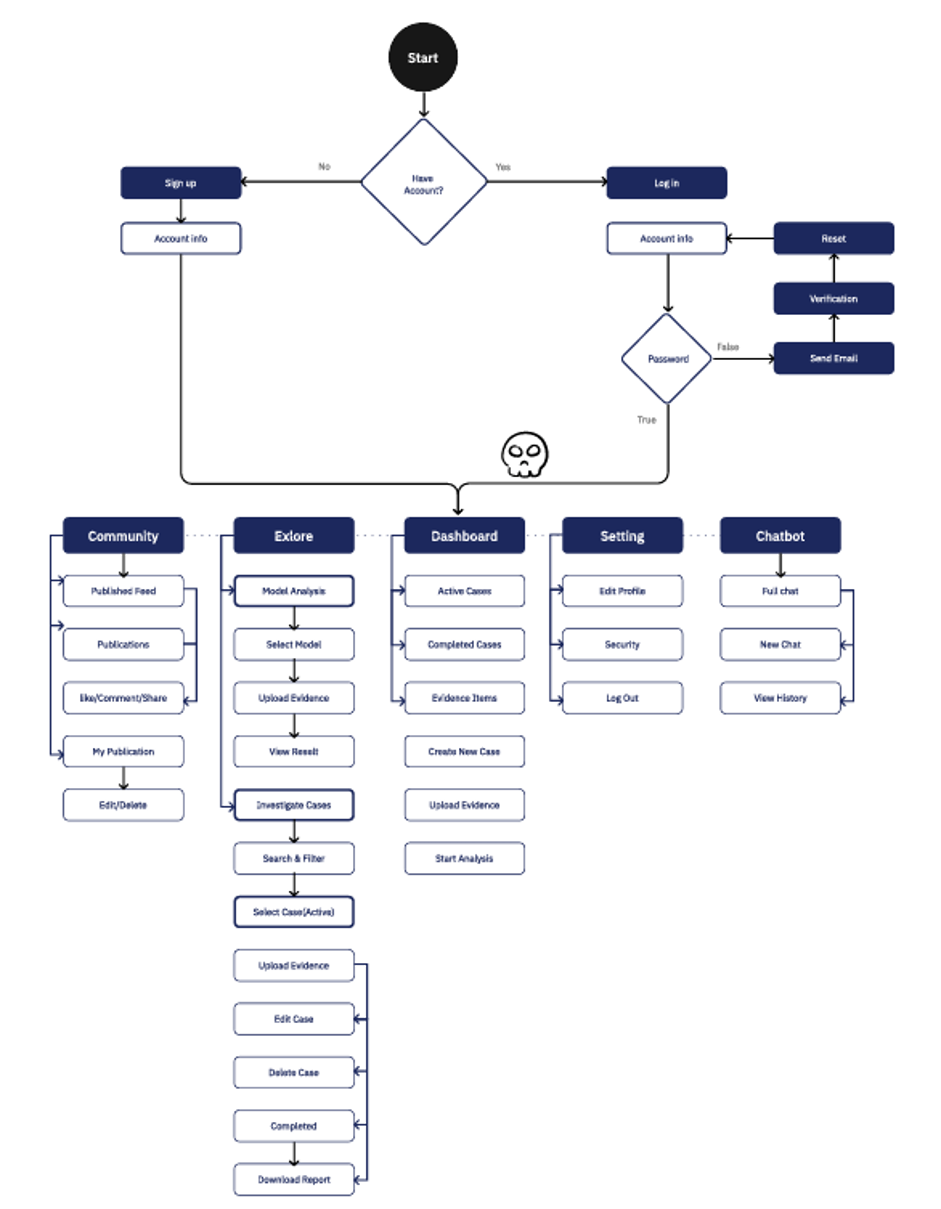 Start
Have
Account?
No
Yes
Sign up
Log in
Account info
Account info
Reset
Verification
Password
False
Send Email
True
Community
Exlore
Dashboard
Setting
Chatbot
Published Feed
Model Analysis
Active Cases
Edit Profile
Full chat
Publications
Select Model
Completed Cases
Security
New Chat
like/Comment/Share
Upload Evidence
Evidence Items
Log Out
View History
My Publication
View Reselt
Create New Case
Edit/Delete
Investigate Cases
Upload Evidence
Search & Filter
Start Analysis
Select Case(Active)
Upload Evidence
Edit Case
Delete Case
Completed
Download Report